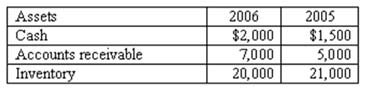 Assets 2006 2005
Cash $2,000 $1,500
Accounts receivable 7,000 5,000
Inventory 20,000 21,000